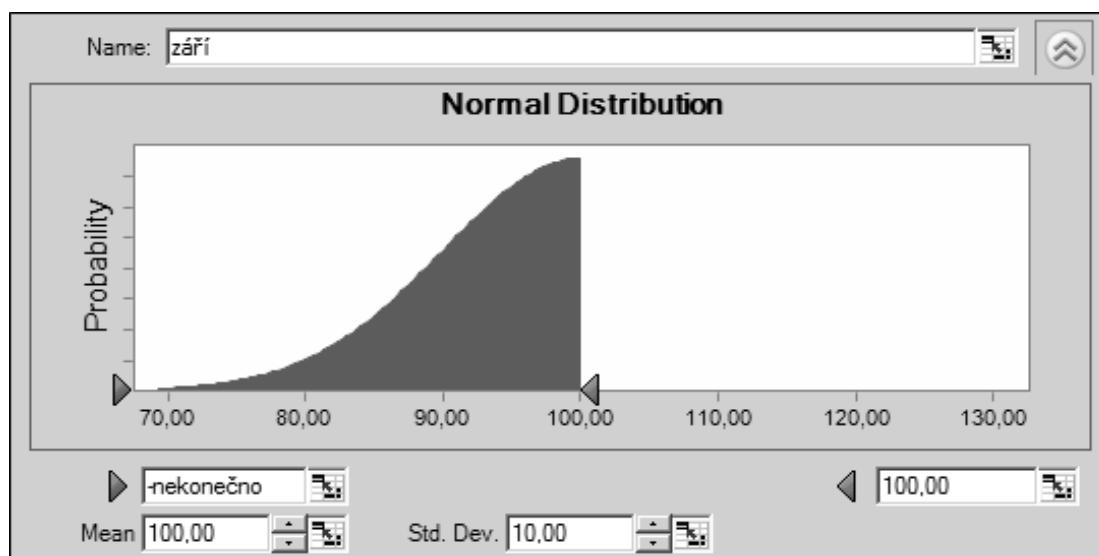 Name: září
Normal Distribution
Probability
70,00 80,00 90,00 100,00 110,00 120,00 130,00
-nekonečno 100,00
Mean 100,00 Std. Dev. 10,00